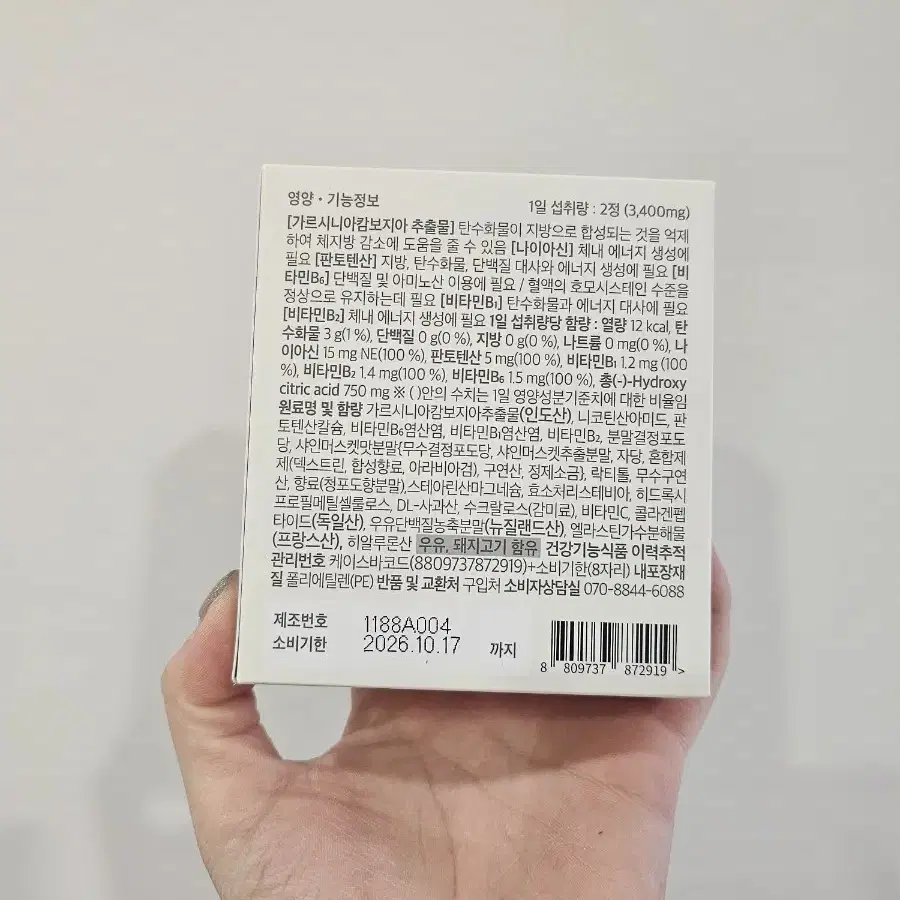 영양・기능정보
1일 섭취량 : 2정 (3,400mg)
[가르시니아캄보지아 추출물] 탄수화물이 지방으로 합성되는 것을 억제
하여 체지방 감소에 도움을 줄 수 있음 [나이아신] 체내 에너지 생성에
필요 [판토텐산] 지방, 탄수화물, 단백질 대사와 에너지 생성에 필요 [비
타민B₆] 단백질 및 아미노산 이용에 필요 / 혈액의 호모시스테인 수준을
정상으로 유지하는데 필요 [비타민B₁] 탄수화물과 에너지 대사에 필요
[비타민B₂] 체내 에너지 생성에 필요 1일 섭취량당 함량 : 열량 12 kcal, 탄
수화물 3 g(1 %), 단백질 0 g(0 %), 지방 0 g(0 %), 나트륨 0 mg(0 %), 나
이아신 15 mg NE(100 %), 판토텐산 5 mg(100 %), 비타민B₁ 1.2 mg (100
%), 비타민B₂ 1.4 mg(100 %), 비타민B₆ 1.5 mg(100 %), 총(-)-Hydroxy
citric acid 750 mg ※ ( )안의 수치는 1일 영양성분기준치에 대한 비율임
원료명 및 함량 가르시니아캄보지아추출물(인도산), 니코틴산아미드, 판
토텐산칼슘, 비타민B₆염산염, 비타민B₁염산염, 비타민B₂, 분말결정포도
당, 샤인머스켓맛분말{무수결정포도당, 샤인머스켓추출분말, 자당, 혼합제
제(덱스트린, 합성향료, 아라비아검), 구연산, 정제소금}, 락티톨, 무수구연
산, 향료(청포도향분말),스테아린산마그네슘, 효소처리스테비아, 히드록시
프로필메틸셀룰로스, DL-사과산, 수크랄로스(감미료), 비타민C, 콜라겐펩
타이드(독일산), 우유단백질농축분말(뉴질랜드산), 엘라스틴가수분해물
(프랑스산), 히알루론산 우유, 돼지고기 함유 건강기능식품 이력추적
관리번호 케이스바코드(8809737872919)+소비기한(8자리) 내포장재
질 폴리에틸렌(PE) 반품 및 교환처 구입처 소비자상담실 070-8844-6088
제조번호 1188A004
소비기한 2026.10.17 까지
8 809737 872919 >